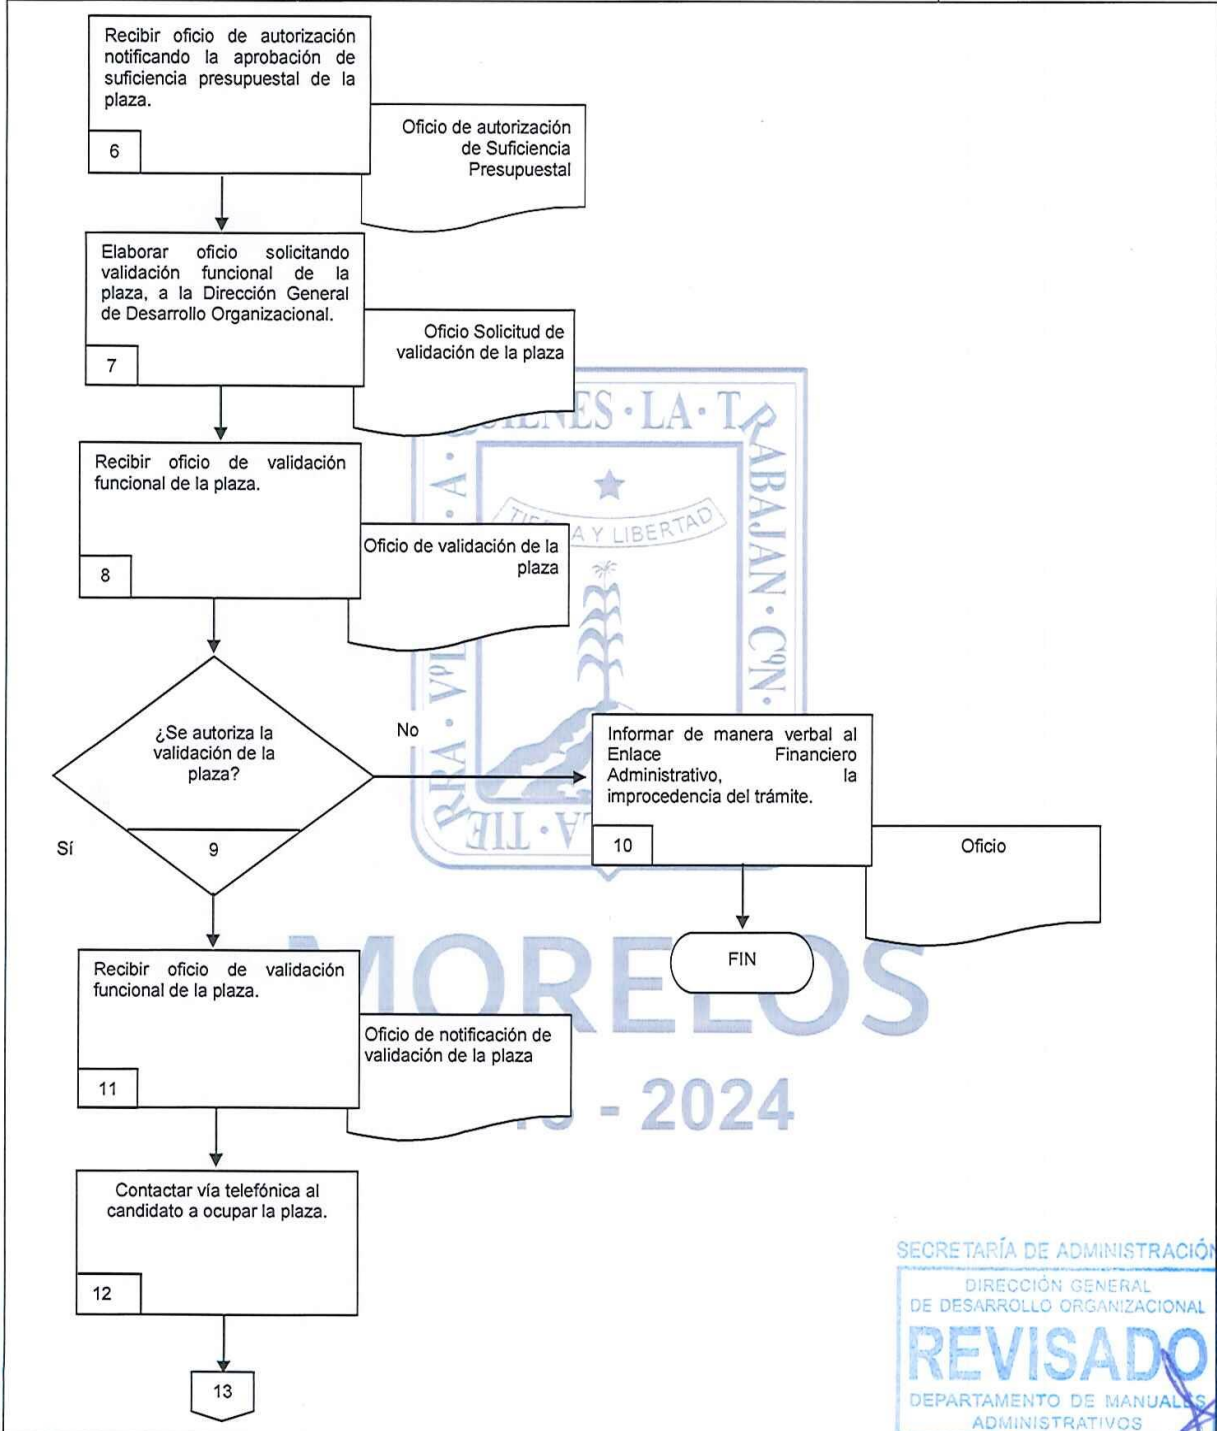 Recibir oficio de autorización
notificando la aprobación de
suficiencia presupuestal de la
plaza.
6
Oficio de autorización
de Suficiencia
Presupuestal
Elaborar oficio solicitando
validación funcional de la
plaza, a la Dirección General
de Desarrollo Organizacional.
7
Oficio Solicitud de
validación de la plaza
Recibir oficio de validación
funcional de la plaza.
8
Oficio de validación de la
plaza
¿Se autoriza la
validación de la
plaza?
9
No
Sí
Informar de manera verbal al
Enlace Financiero
Administrativo, la
improcedencia del trámite.
10
Oficio
FIN
Recibir oficio de validación
funcional de la plaza.
11
Oficio de notificación de
validación de la plaza
Contactar vía telefónica al
candidato a ocupar la plaza.
12
13
· A · QUIENES · LA · TRABAJAN · CON ·
Y LIBERTAD
MORELOS
- 2024
SECRETARÍA DE ADMINISTRACIÓN
DIRECCIÓN GENERAL
DE DESARROLLO ORGANIZACIONAL
REVISADO
DEPARTAMENTO DE MANUALES
ADMINISTRATIVOS